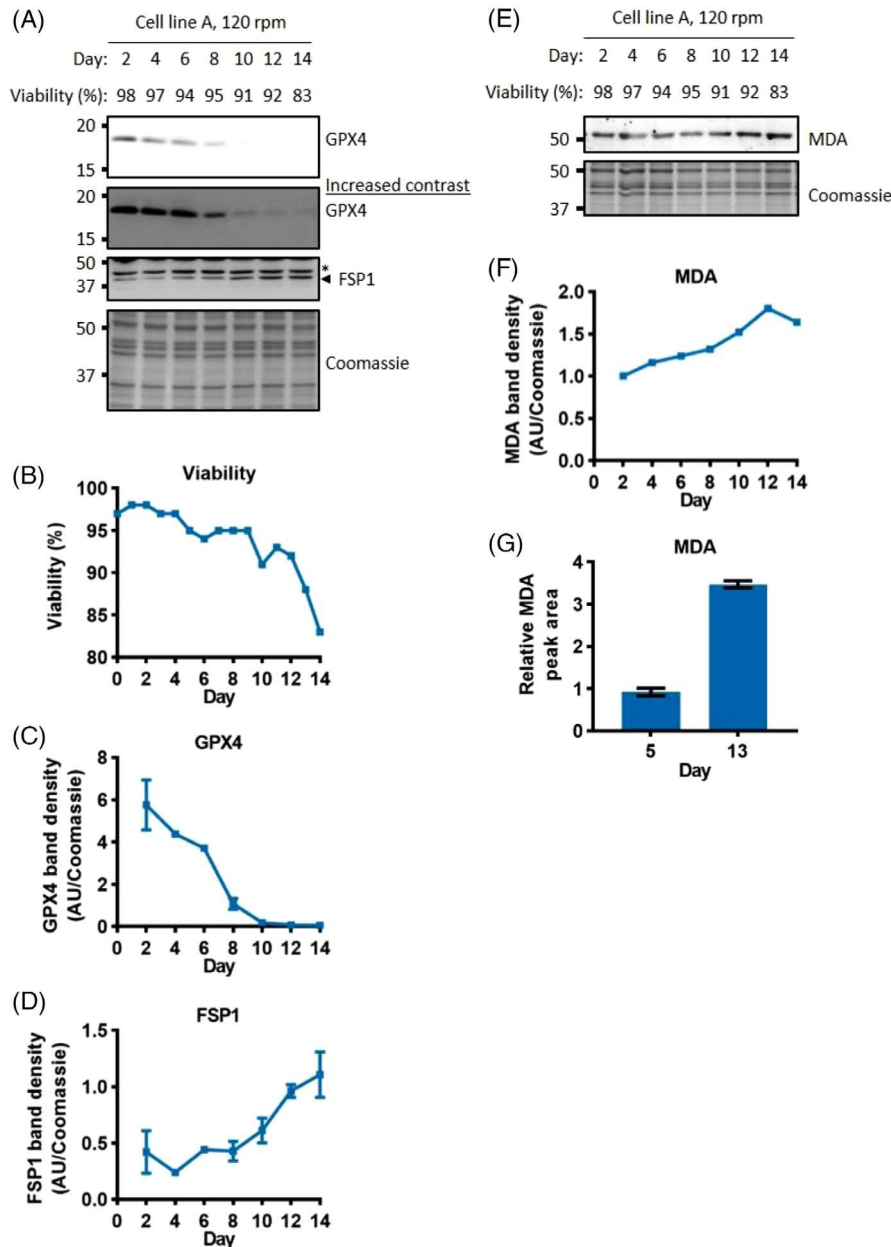 (A)
Cell line A, 120 rpm
Day: 2 4 6 8 10 12 14
Viability (%): 98 97 94 95 91 92 83
20
GPX4
15
Increased contrast
20
GPX4
15
50
*
FSP1
37
50
Coomassie
37
(B)
Viability
100
95
90
85
80
Viability (%)
0 2 4 6 8 10 12 14
Day
(C)
GPX4
8
6
4
2
0
GPX4 band density
(AU/Coomassie)
0 2 4 6 8 10 12 14
Day
(D)
FSP1
1.5
1.0
0.5
0.0
FSP1 band density
(AU/Coomassie)
0 2 4 6 8 10 12 14
Day
(E)
Cell line A, 120 rpm
Day: 2 4 6 8 10 12 14
Viability (%): 98 97 94 95 91 92 83
50
MDA
50
Coomassie
37
(F)
MDA
2.0
1.5
1.0
0.5
0.0
MDA band density
(AU/Coomassie)
0 2 4 6 8 10 12 14
Day
(G)
MDA
4
3
2
1
0
Relative MDA
peak area
5 13
Day